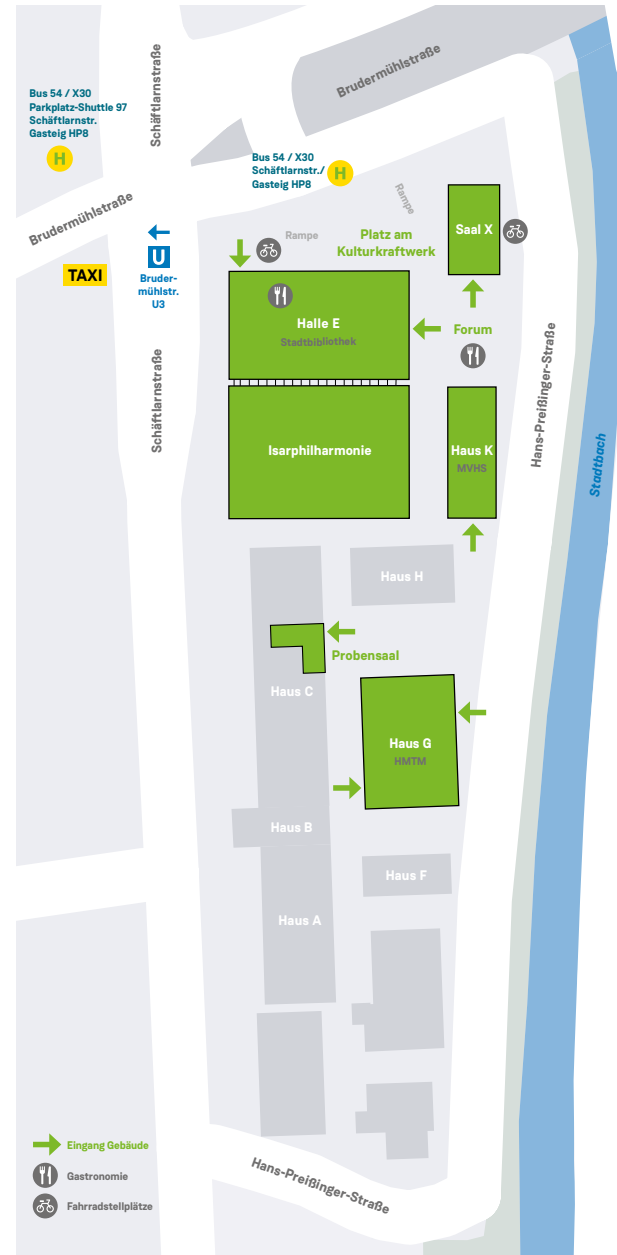 Schäftlarnstraße
Brudermühlstraße
Bus 54 / X30
Parkplatz-Shuttle 97
Schäftlarnstr.
Gasteig HP8
H
Bus 54 / X30
Schäftlarnstr./
Gasteig HP8
H
Brudermühlstraße
Rampe
Rampe
Platz am
Kulturkraftwerk
Saal X
U
Bruder-
mühlstr.
U3
TAXI
Halle E
Stadtbibliothek
Forum
Schäftlarnstraße
Hans-Preißinger-Straße
Stadtbach
Isarphilharmonie
Haus K
MVHS
Haus H
Probensaal
Haus C
Haus G
HMTM
Haus B
Haus F
Haus A
Eingang Gebäude
Gastronomie
Fahrradstellplätze
Hans-Preißinger-Straße